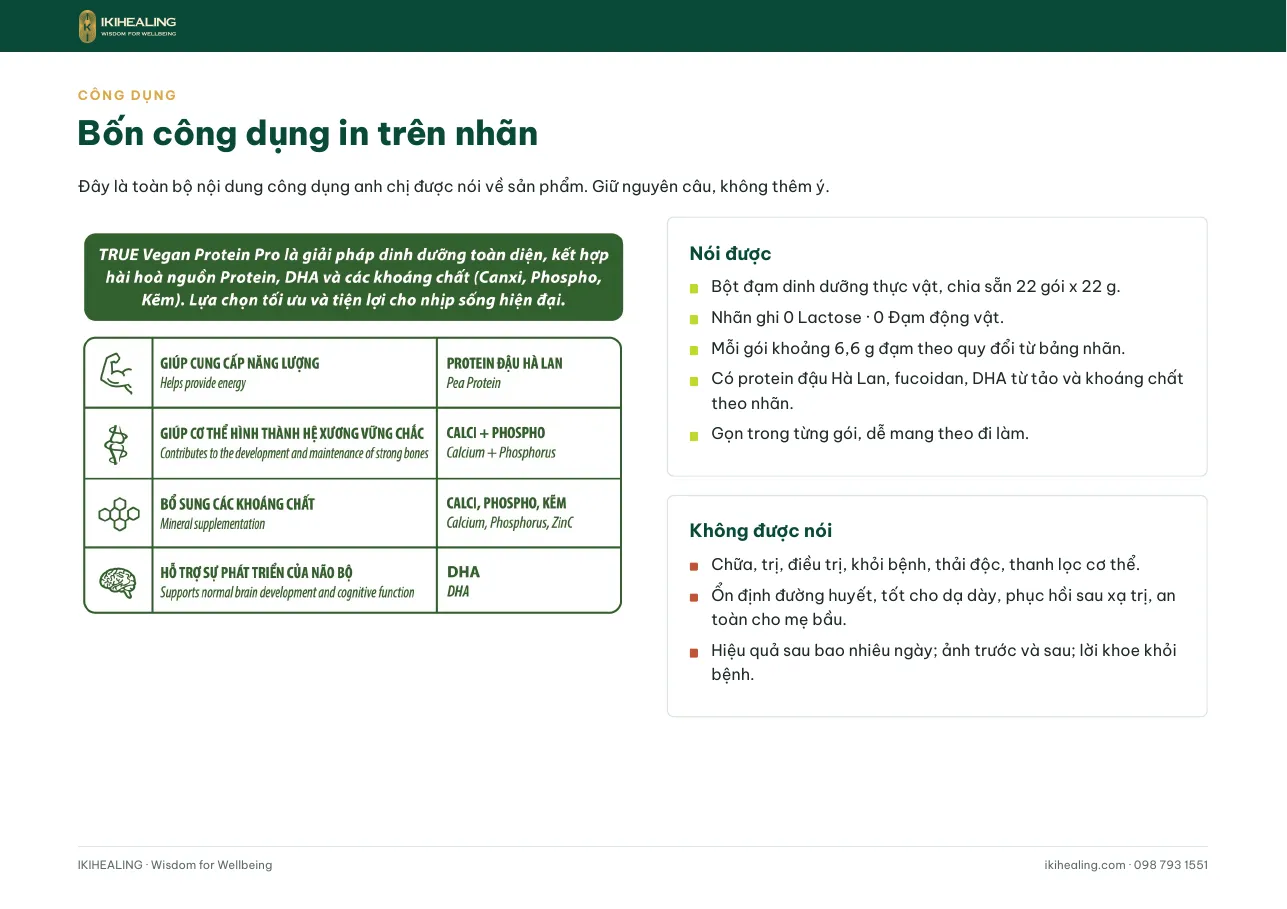 IKIHEALING
WISDOM FOR WELLBEING
CÔNG DỤNG
Bốn công dụng in trên nhãn
Đây là toàn bộ nội dung công dụng anh chị được nói về sản phẩm. Giữ nguyên câu, không thêm ý.
TRUE Vegan Protein Pro là giải pháp dinh dưỡng toàn diện, kết hợp
hài hoà nguồn Protein, DHA và các khoáng chất (Canxi, Phospho,
Kẽm). Lựa chọn tối ưu và tiện lợi cho nhịp sống hiện đại.
GIÚP CUNG CẤP NĂNG LƯỢNG
Helps provide energy
PROTEIN ĐẬU HÀ LAN
Pea Protein
GIÚP CƠ THỂ HÌNH THÀNH HỆ XƯƠNG VỮNG CHẮC
Contributes to the development and maintenance of strong bones
CALCI + PHOSPHO
Calcium + Phosphorus
BỔ SUNG CÁC KHOÁNG CHẤT
Mineral supplementation
CALCI, PHOSPHO, KẼM
Calcium, Phosphorus, ZinC
HỖ TRỢ SỰ PHÁT TRIỂN CỦA NÃO BỘ
Supports normal brain development and cognitive function
DHA
DHA
Nói được
Bột đạm dinh dưỡng thực vật, chia sẵn 22 gói x 22 g.
Nhãn ghi 0 Lactose · 0 Đạm động vật.
Mỗi gói khoảng 6,6 g đạm theo quy đổi từ bảng nhãn.
Có protein đậu Hà Lan, fucoidan, DHA từ tảo và khoáng chất
theo nhãn.
Gọn trong từng gói, dễ mang theo đi làm.
Không được nói
Chữa, trị, điều trị, khỏi bệnh, thải độc, thanh lọc cơ thể.
Ổn định đường huyết, tốt cho dạ dày, phục hồi sau xạ trị, an
toàn cho mẹ bầu.
Hiệu quả sau bao nhiêu ngày; ảnh trước và sau; lời khoe khỏi
bệnh.
IKIHEALING · Wisdom for Wellbeing
ikihealing.com · 098 793 1551